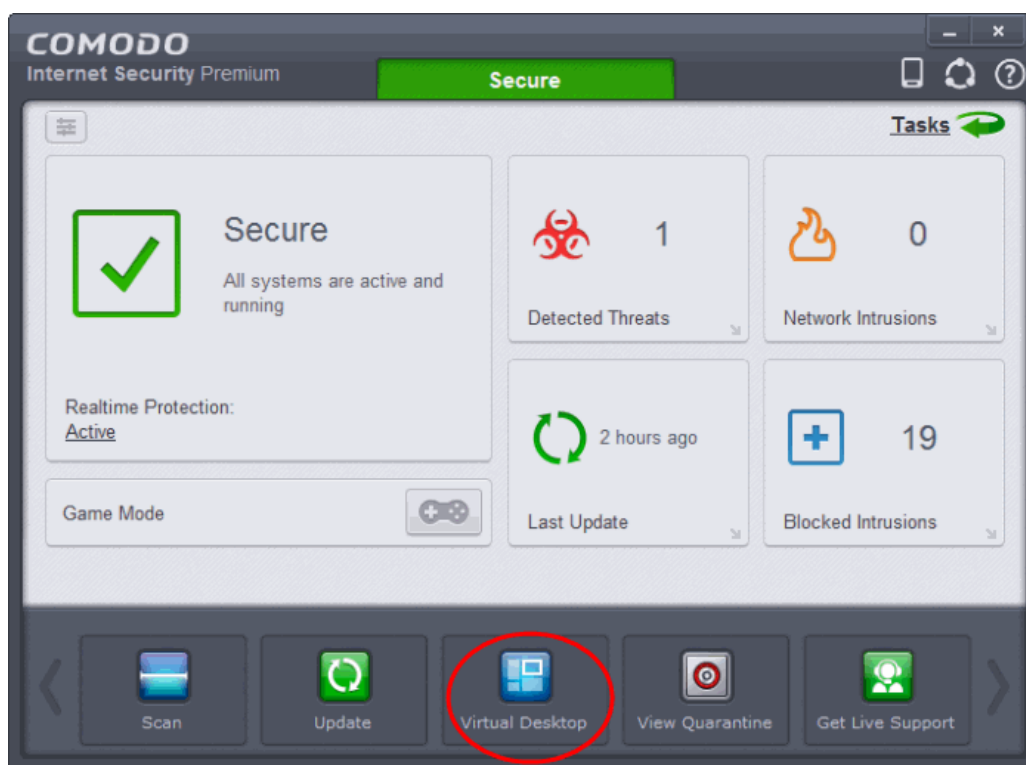 COMODO
Internet Security Premium
Secure
Tasks
Secure
All systems are active and
running
Realtime Protection:
Active
Game Mode
1
Detected Threats
0
Network Intrusions
2 hours ago
Last Update
19
Blocked Intrusions
Scan
Update
Virtual Desktop
View Quarantine
Get Live Support